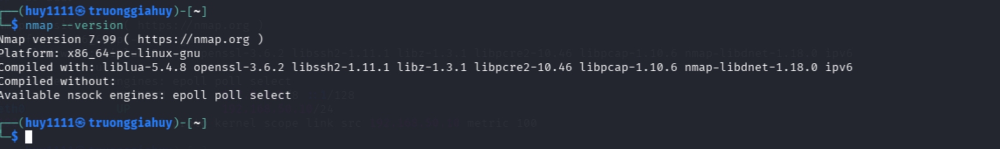 ┌──(huy1111㉿truonggiahuy)-[~]
└─$ nmap --version
Nmap version 7.99 ( https://nmap.org )
Platform: x86_64-pc-linux-gnu
Compiled with: liblua-5.4.8 openssl-3.6.2 libssh2-1.11.1 libz-1.3.1 libpcre2-10.46 libpcap-1.10.6 nmap-libdnet-1.18.0 ipv6
Compiled without:
Available nsock engines: epoll poll select
┌──(huy1111㉿truonggiahuy)-[~]
└─$